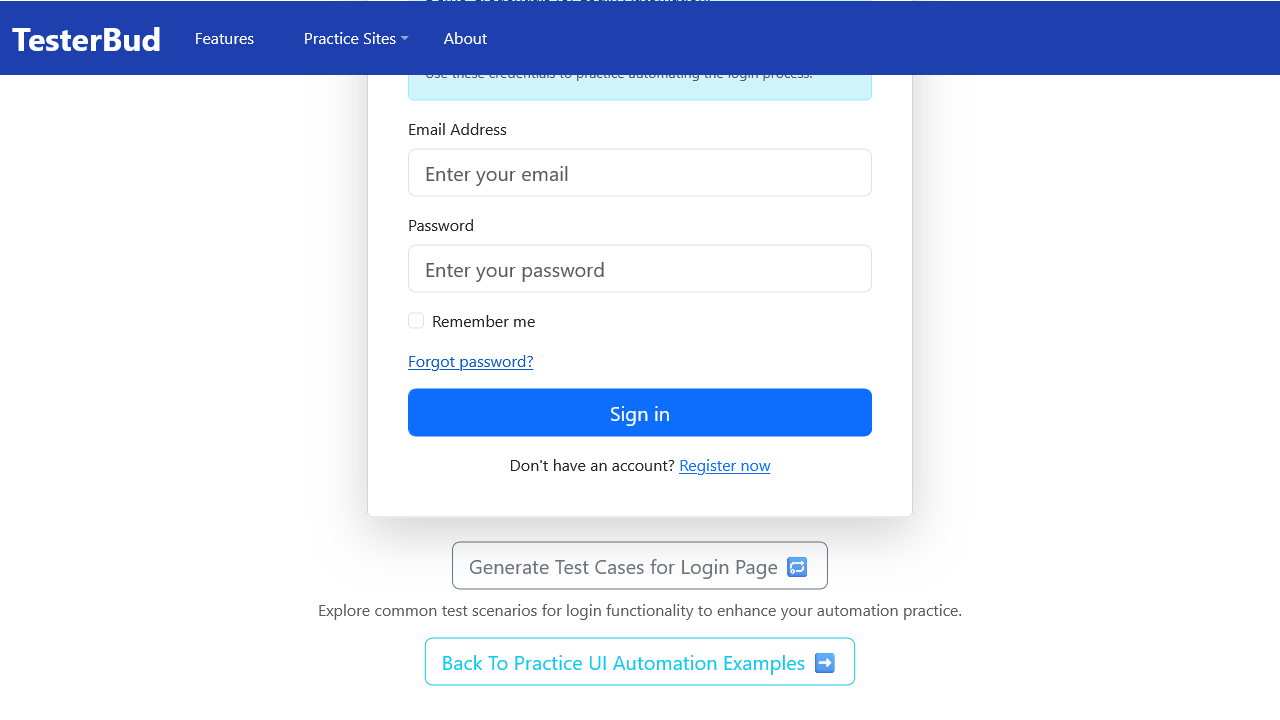 TesterBud
Features
Practice Sites
About
Use these credentials to practice automating the login process.
Email Address
Enter your email
Password
Enter your password
Remember me
Forgot password?
Sign in
Don't have an account? Register now
Generate Test Cases for Login Page
Explore common test scenarios for login functionality to enhance your automation practice.
Back To Practice UI Automation Examples